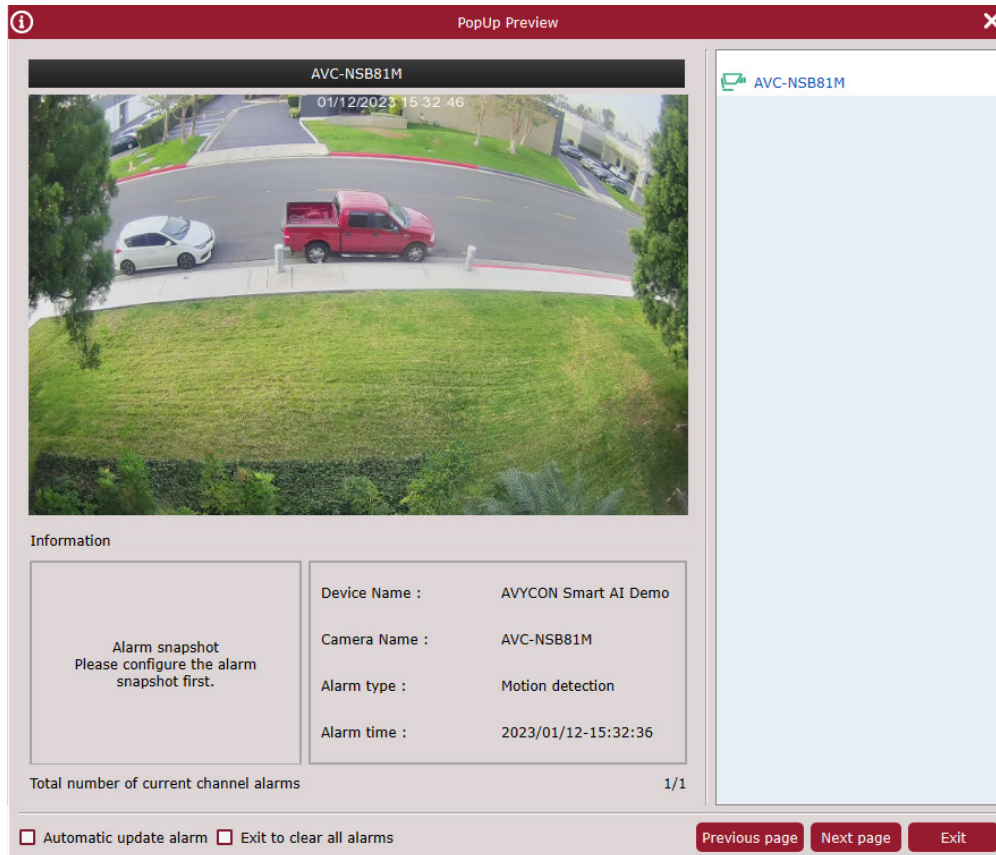 PopUp Preview
AVC-NSB81M
AVC-NSB81M
01/12/2023 15:32:46
Information
Alarm snapshot
Please configure the alarm
snapshot first.
Device Name : AVYCON Smart AI Demo
Camera Name : AVC-NSB81M
Alarm type : Motion detection
Alarm time : 2023/01/12-15:32:36
Total number of current channel alarms 1/1
Automatic update alarm Exit to clear all alarms Previous page Next page Exit